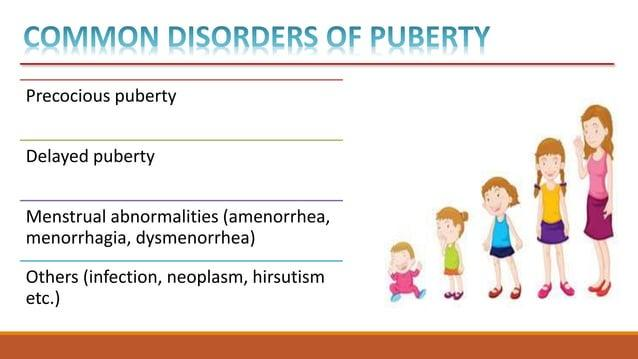 COMMON DISORDERS OF PUBERTY
Precocious puberty
Delayed puberty
Menstrual abnormalities (amenorrhea,
menorrhagia, dysmenorrhea)
Others (infection, neoplasm, hirsutism
etc.)